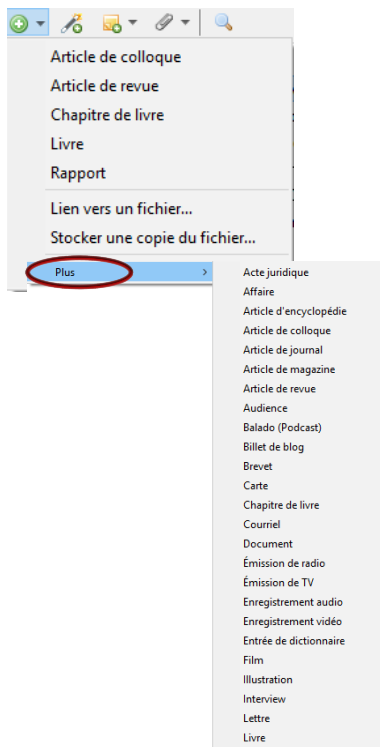 Article de colloque
Article de revue
Chapitre de livre
Livre
Rapport
Lien vers un fichier...
Stocker une copie du fichier...
Plus
Acte juridique
Affaire
Article d'encyclopédie
Article de colloque
Article de journal
Article de magazine
Article de revue
Audience
Balado (Podcast)
Billet de blog
Brevet
Carte
Chapitre de livre
Courriel
Document
Émission de radio
Émission de TV
Enregistrement audio
Enregistrement vidéo
Entrée de dictionnaire
Film
Illustration
Interview
Lettre
Livre